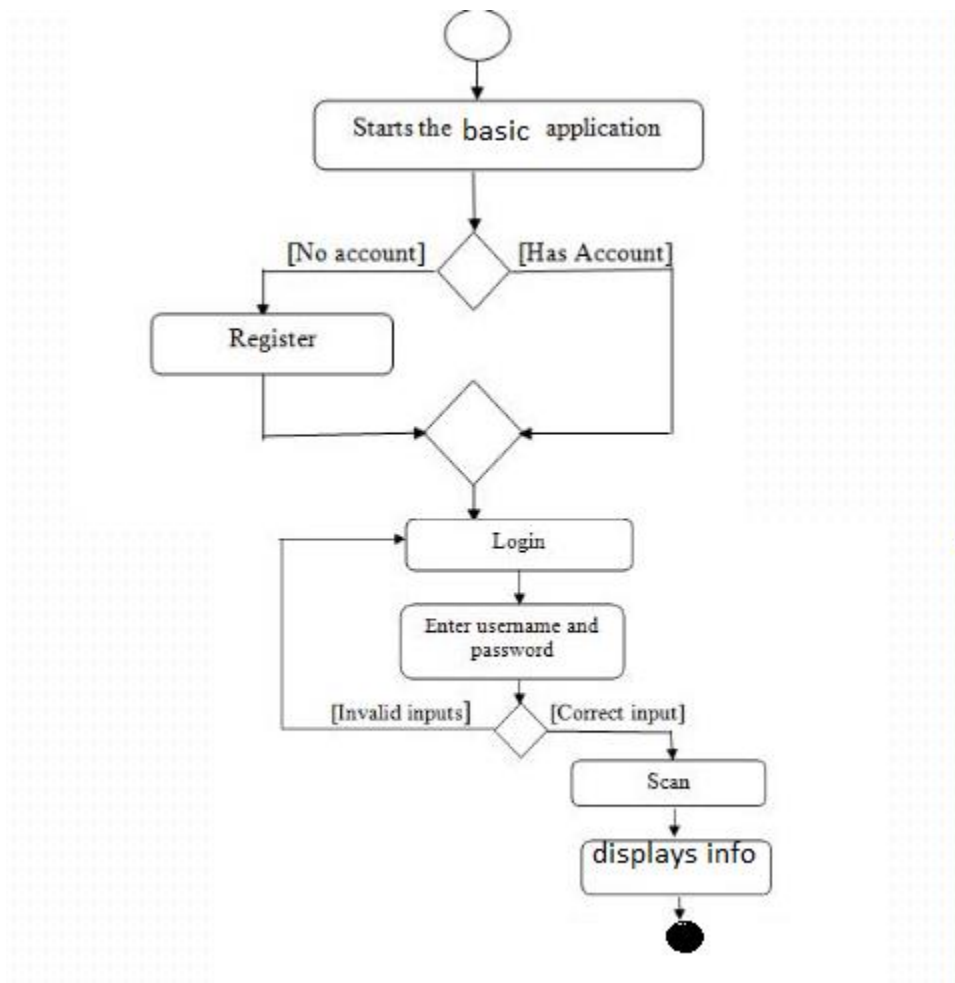 Starts the basic application
[No account]
[Has Account]
Register
Login
Enter username and
password
[Invalid inputs]
[Correct input]
Scan
displays info